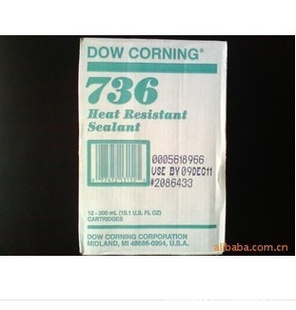 DOW CORNING®
736
Heat Resistant
Sealant
0005618966
USE BY 09DEC11
*2086433
12 - 300 mL (10.1 U.S. FL OZ)
CARTRIDGES
DOW CORNING CORPORATION
MIDLAND, MI 48686-0994, U.S.A.
alibaba.com.cn